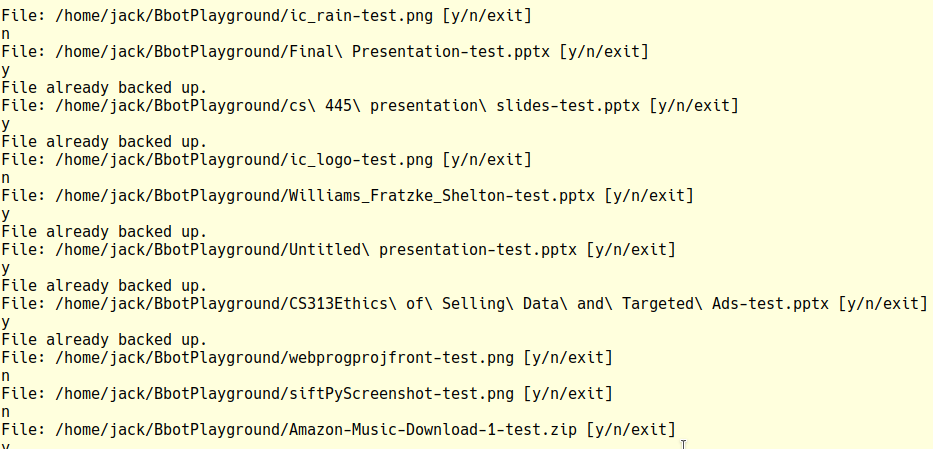 File: /home/jack/BbotPlayground/ic_rain-test.png [y/n/exit]
n
File: /home/jack/BbotPlayground/Final\ Presentation-test.pptx [y/n/exit]
y
File already backed up.
File: /home/jack/BbotPlayground/cs\ 445\ presentation\ slides-test.pptx [y/n/exit]
y
File already backed up.
File: /home/jack/BbotPlayground/ic_logo-test.png [y/n/exit]
n
File: /home/jack/BbotPlayground/Williams_Fratzke_Shelton-test.pptx [y/n/exit]
y
File already backed up.
File: /home/jack/BbotPlayground/Untitled\ presentation-test.pptx [y/n/exit]
y
File already backed up.
File: /home/jack/BbotPlayground/CS313Ethics\ of\ Selling\ Data\ and\ Targeted\ Ads-test.pptx [y/n/exit]
y
File already backed up.
File: /home/jack/BbotPlayground/webprogprojfront-test.png [y/n/exit]
n
File: /home/jack/BbotPlayground/siftPyScreenshot-test.png [y/n/exit]
n
File: /home/jack/BbotPlayground/Amazon-Music-Download-1-test.zip [y/n/exit]
y